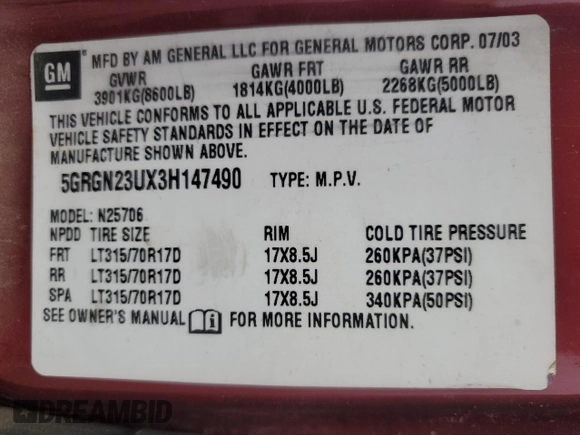 GM
MFD BY AM GENERAL LLC FOR GENERAL MOTORS CORP. 07/03
GVWR GAWR FRT GAWR RR
3901KG(8600LB) 1814KG(4000LB) 2268KG(5000LB)
THIS VEHICLE CONFORMS TO ALL APPLICABLE U.S. FEDERAL MOTOR
VEHICLE SAFETY STANDARDS IN EFFECT ON THE DATE OF
MANUFACTURE SHOWN ABOVE.
5GRGN23UX3H147490 TYPE: M.P.V.
MODEL: N25706
NPDD TIRE SIZE RIM COLD TIRE PRESSURE
FRT LT315/70R17D 17X8.5J 260KPA(37PSI)
RR LT315/70R17D 17X8.5J 260KPA(37PSI)
SPA LT315/70R17D 17X8.5J 340KPA(50PSI)
SEE OWNER'S MANUAL i FOR MORE INFORMATION.
DREAMBID